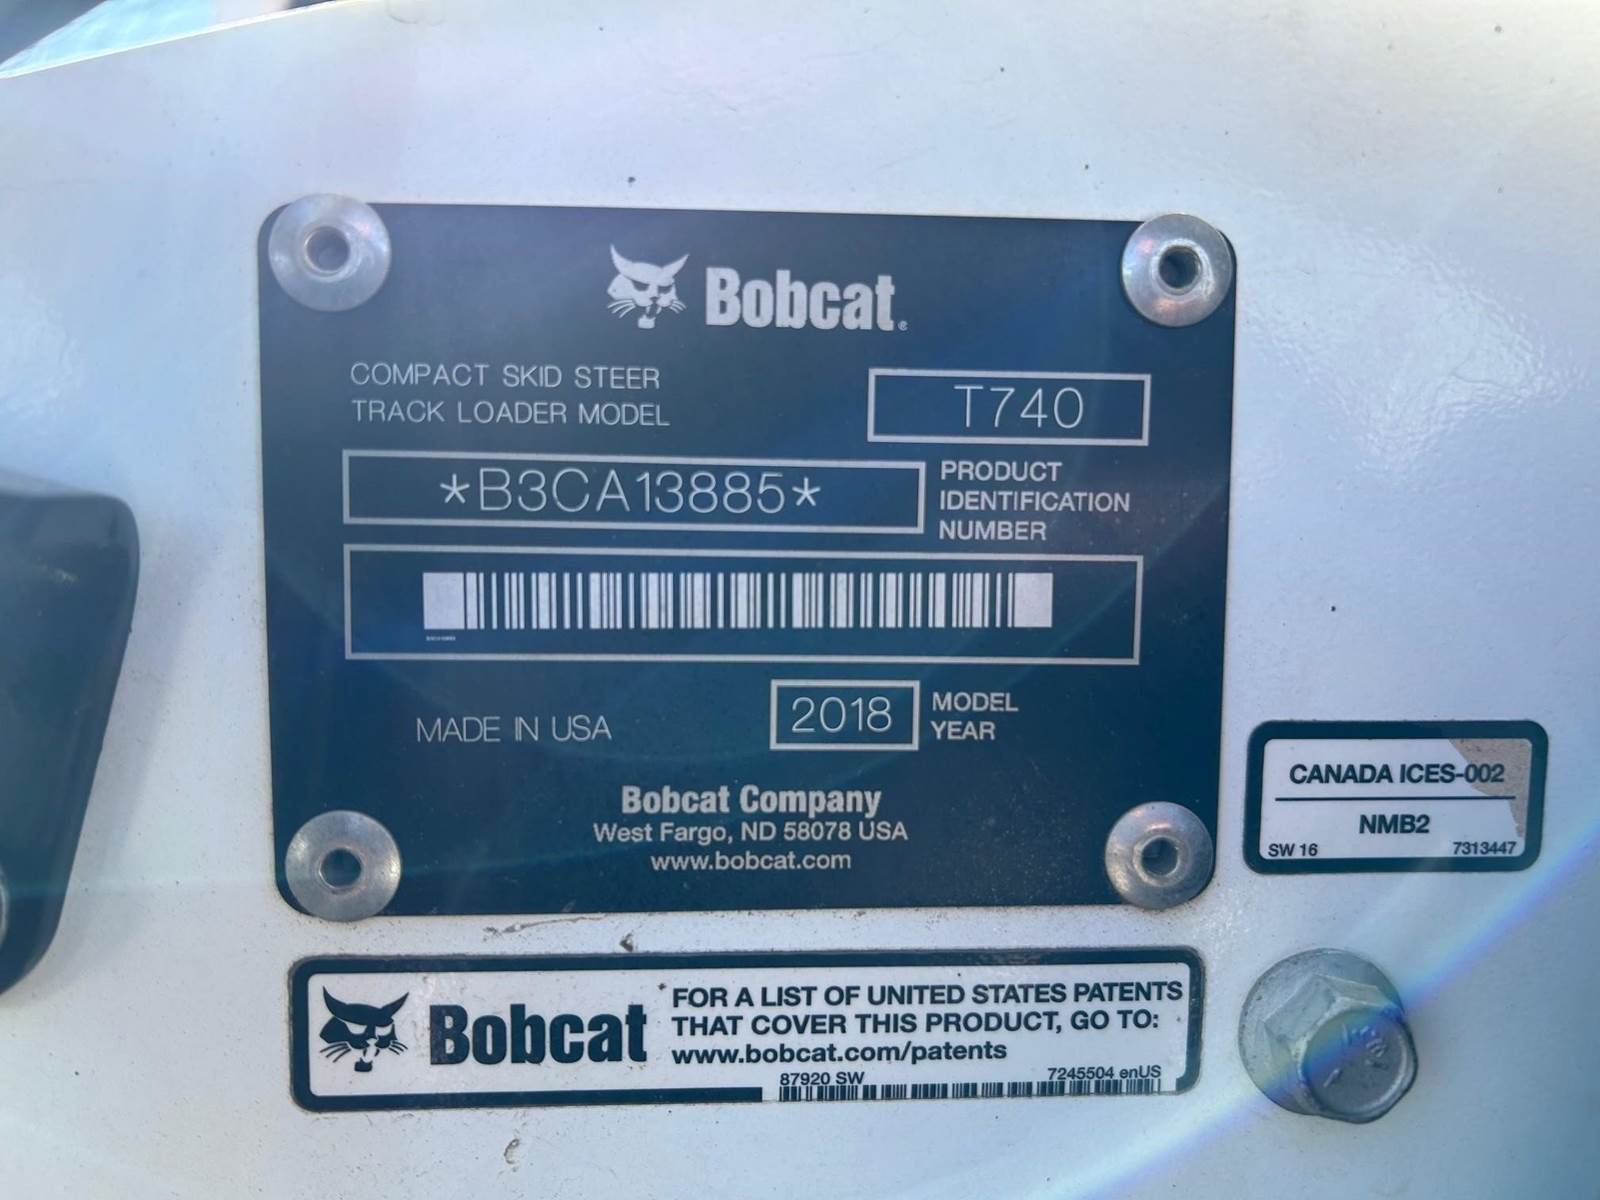 Bobcat®
COMPACT SKID STEER
TRACK LOADER MODEL
T740
*B3CA13885*
PRODUCT
IDENTIFICATION
NUMBER
MADE IN USA
2018
MODEL
YEAR
Bobcat Company
West Fargo, ND 58078 USA
www.bobcat.com
CANADA ICES-002
NMB2
SW 16
7313447
Bobcat
FOR A LIST OF UNITED STATES PATENTS
THAT COVER THIS PRODUCT, GO TO:
www.bobcat.com/patents
87920 SW
7245504 enUS